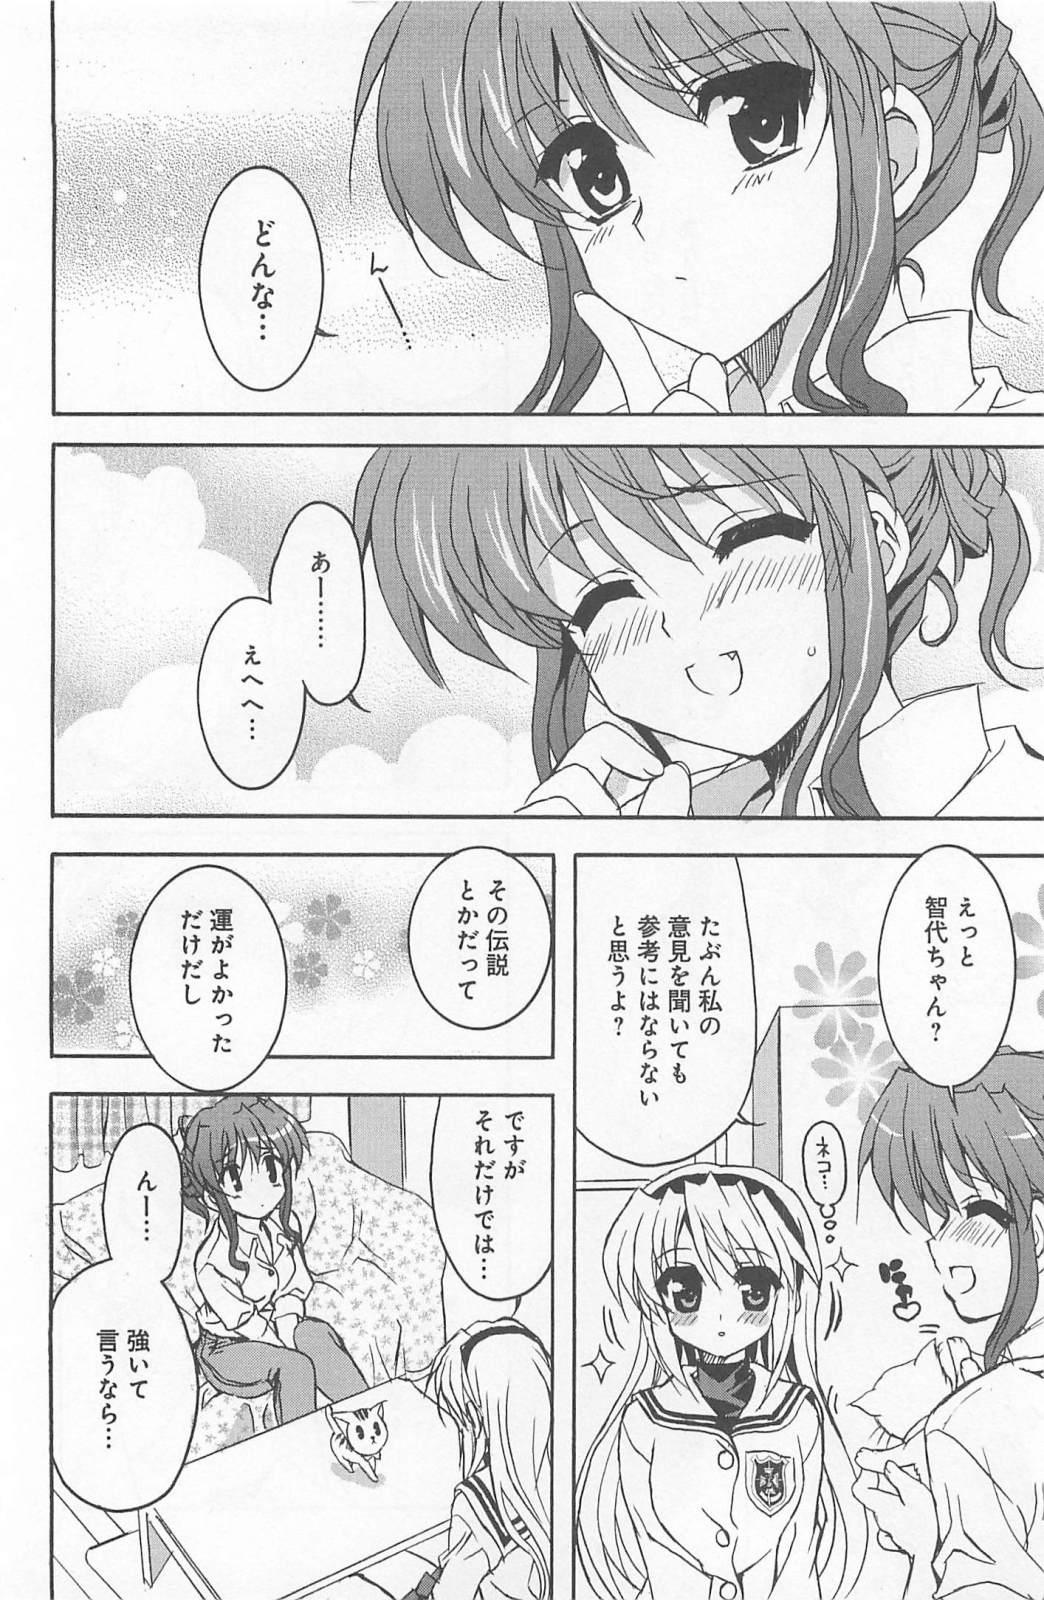 んー…
どんな…
あー……
えへへ…
えっと
智代ちゃん？
たぶん私の
意見を聞いても
参考にはならない
と思うよ？
ネコ…
その伝説
とかだって
運がよかった
だけだし
ですが
それだけでは…
んー…
強いて
言うなら…